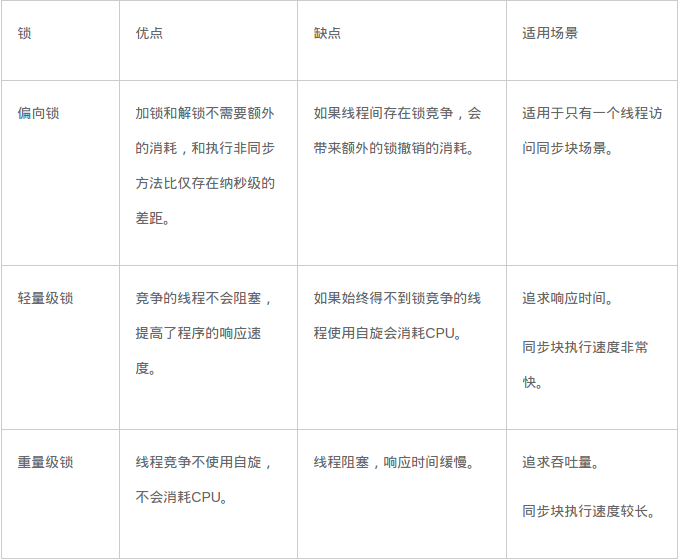 锁
优点
缺点
适用场景
偏向锁
加锁和解锁不需要额外
的消耗，和执行非同步
方法比仅存在纳秒级的
差距。
如果线程间存在锁竞争，会
带来额外的锁撤销的消耗。
适用于只有一个线程访
问同步块场景。
轻量级锁
竞争的线程不会阻塞，
提高了程序的响应速
度。
如果始终得不到锁竞争的线
程使用自旋会消耗CPU。
追求响应时间。
同步块执行速度非常
快。
重量级锁
线程竞争不使用自旋，
不会消耗CPU。
线程阻塞，响应时间缓慢。
追求吞吐量。
同步块执行速度较长。